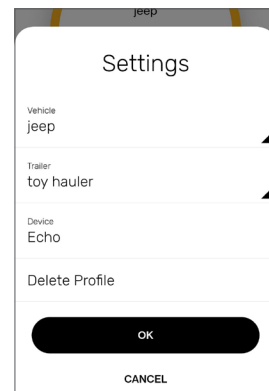 jeep
Settings
Vehicle
jeep
Trailer
toy hauler
Device
Echo
Delete Profile
OK
CANCEL